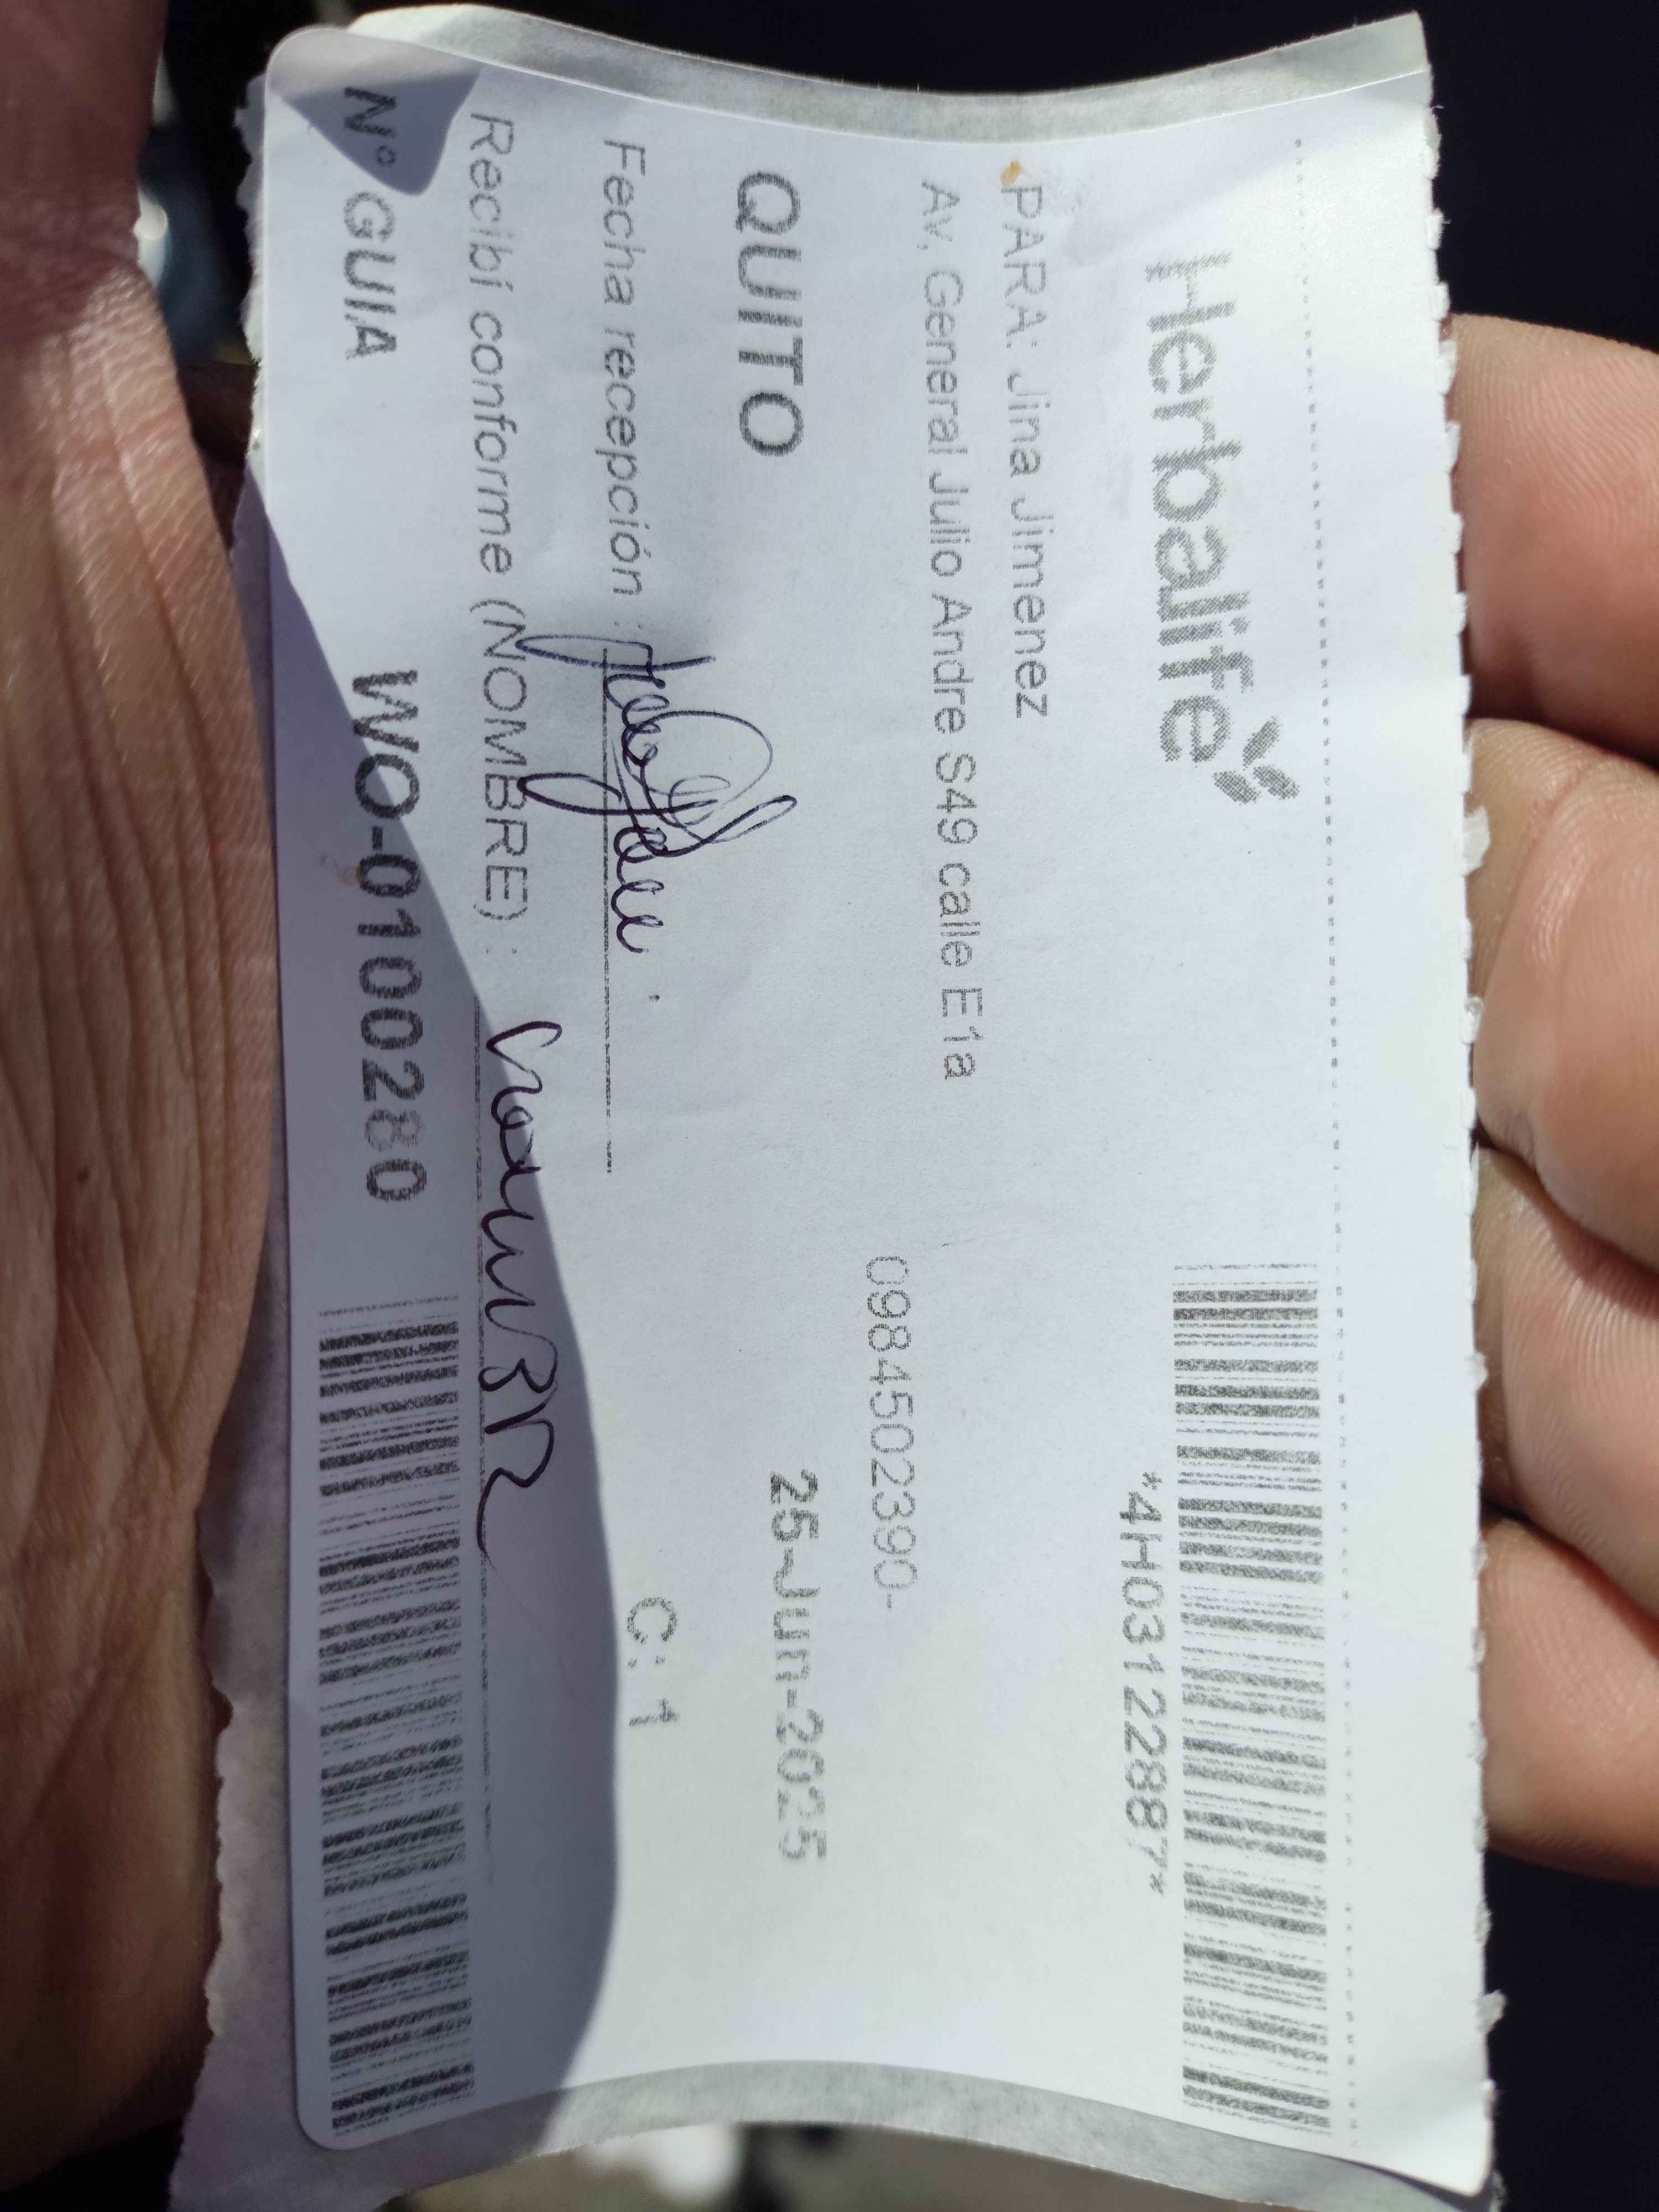 Herbalife
*4H03122887*
PARA: Jina Jimenez
Av, General Julio Andre S49 calle E1a
0984502390-
QUITO
25-Jun-2025
Fecha recepción :
C: 1
Recibí conforme (NOMBRE) :
N° GUIA WO-0100280